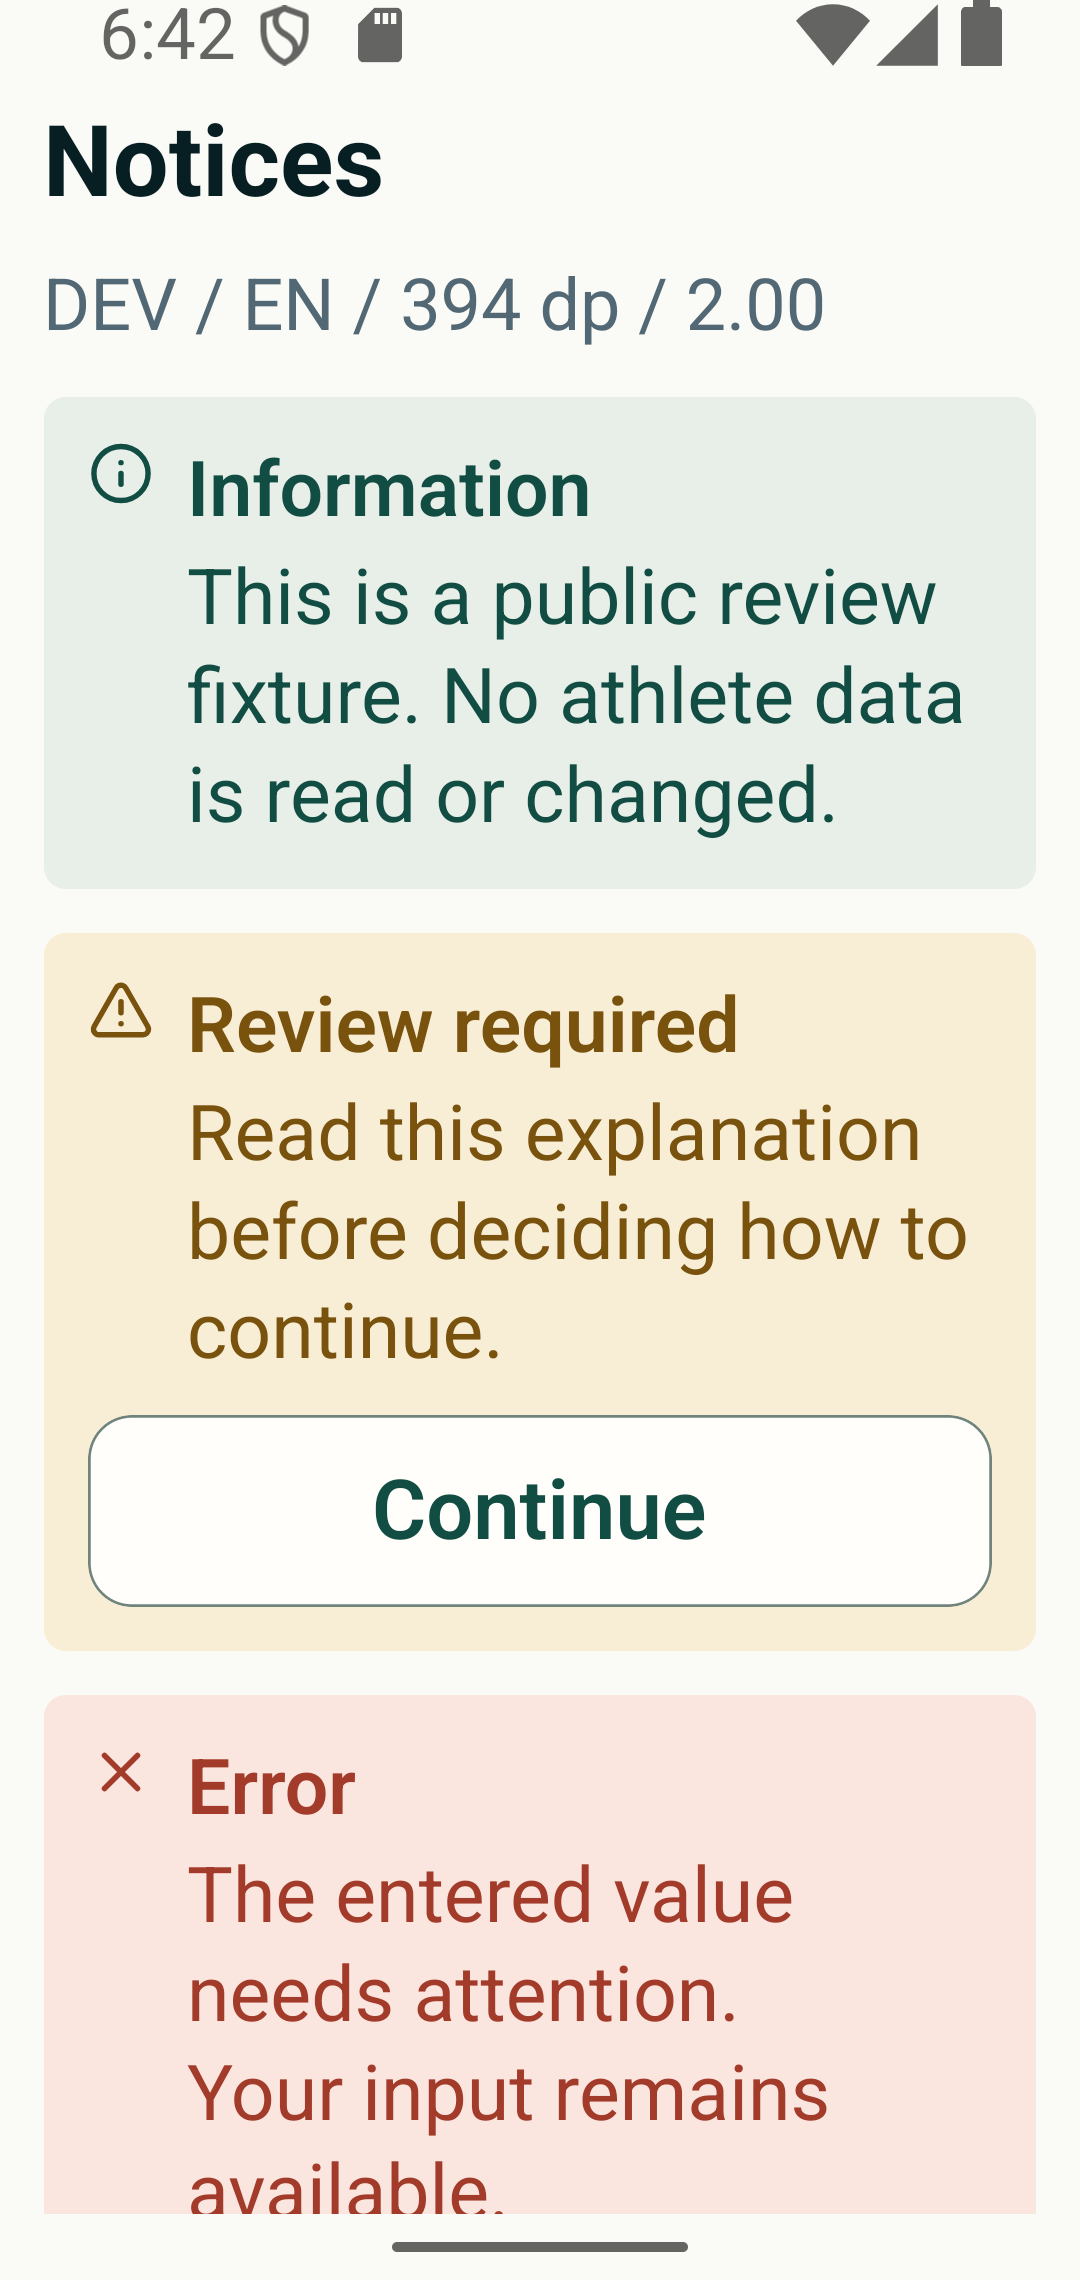 6:42
Notices
DEV / EN / 394 dp / 2.00
Information
This is a public review
fixture. No athlete data
is read or changed.
Review required
Read this explanation
before deciding how to
continue.
Continue
Error
The entered value
needs attention.
Your input remains
available.